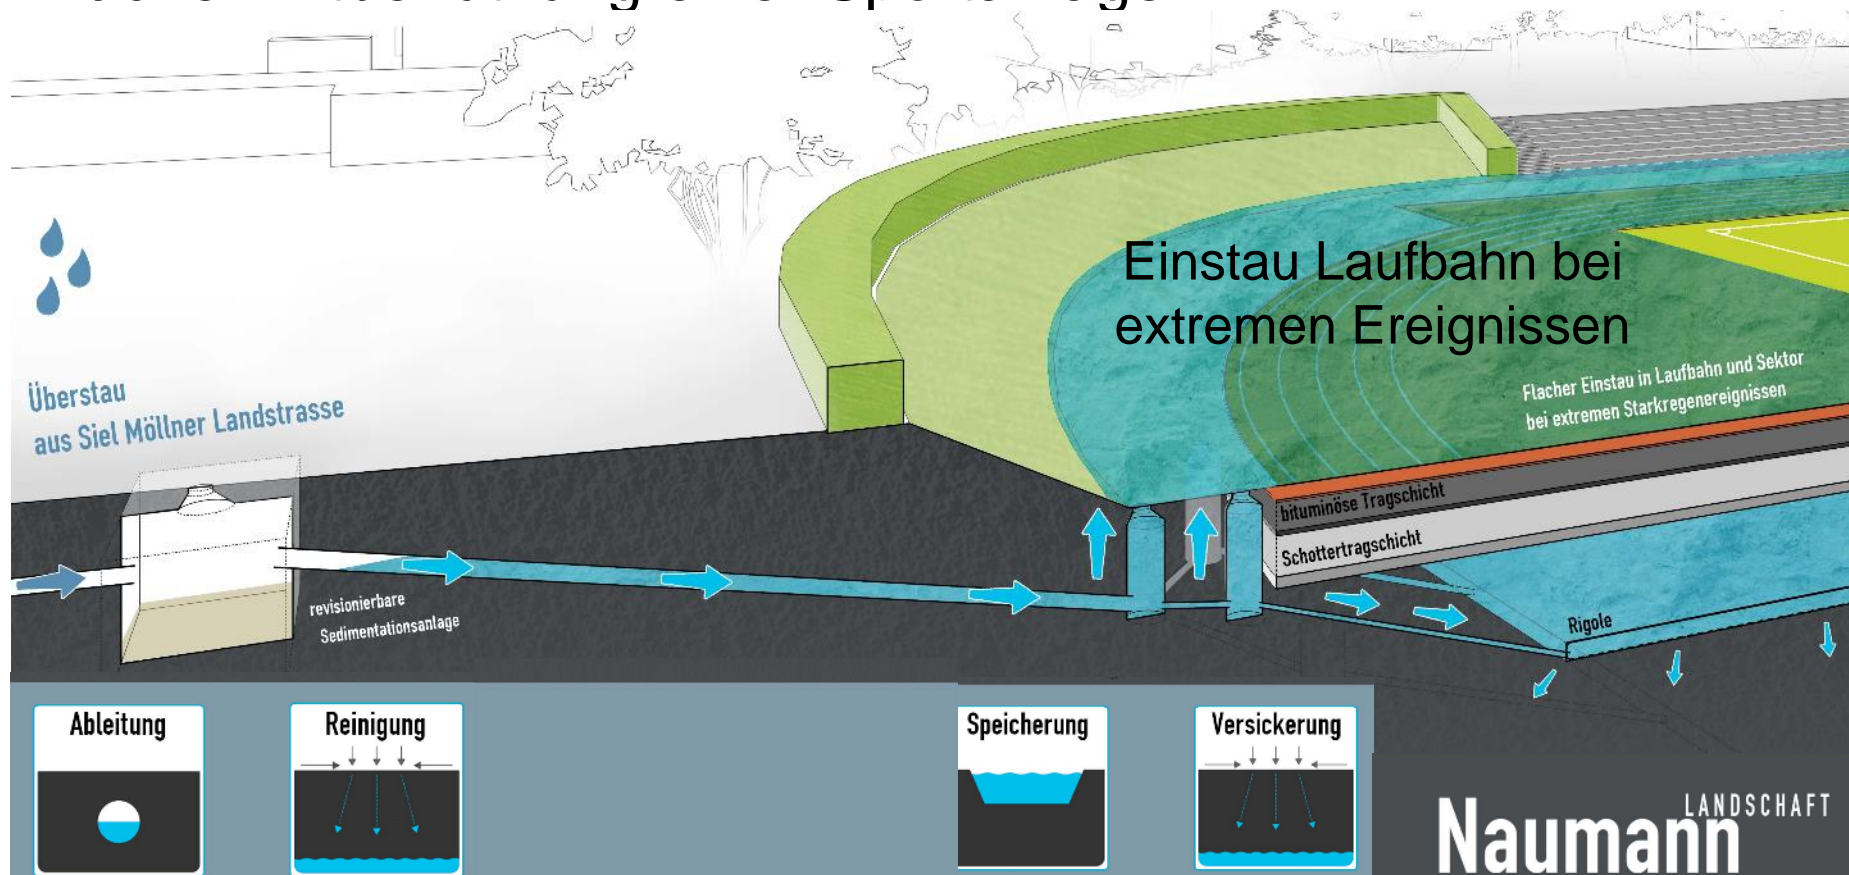 Einstau Laufbahn bei
extremen Ereignissen
Flacher Einstau in Laufbahn und Sektor
bei extremen Starkregenereignissen
Überstau
aus Siel Möllner Landstrasse
bituminöse Tragschicht
Schottertragschicht
revisionierbare
Sedimentationsanlage
Rigole
Ableitung
Reinigung
Speicherung
Versickerung
LANDSCHAFT
Naumann